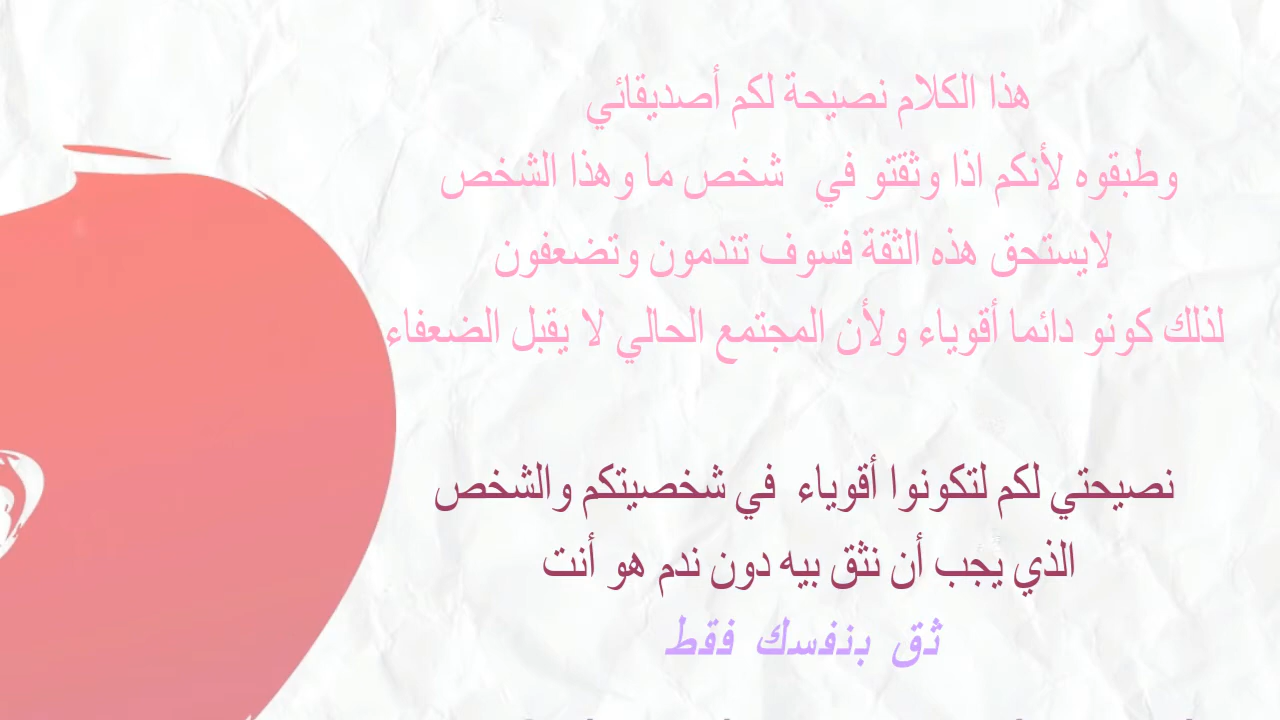 هذا الكلام نصيحة لكم أصديقائي
وطبقوه لأنكم اذا وثقتو في شخص ما وهذا الشخص
لايستحق هذه الثقة فسوف تندمون وتضعفون
لذلك كونو دائما أقوياء ولأن المجتمع الحالي لا يقبل الضعفاء
نصيحتي لكم لتكونوا أقوياء في شخصيتكم والشخص
الذي يجب أن نثق بيه دون ندم هو أنت
ثق بنفسك فقط